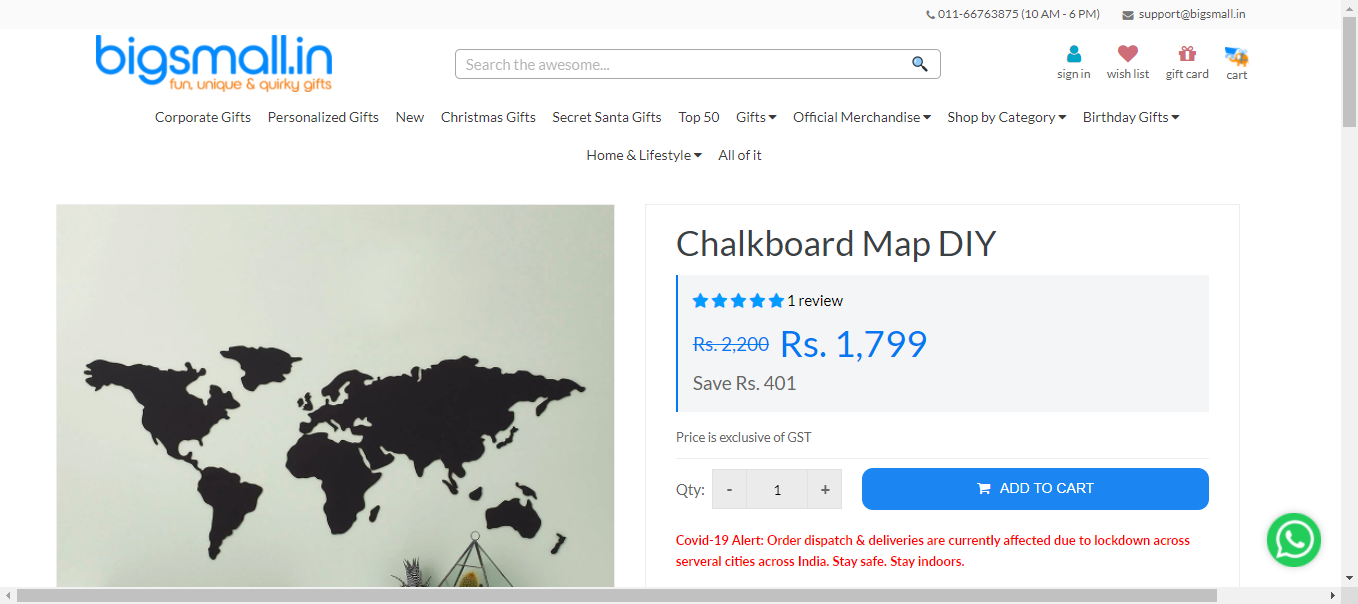 011-66763875 (10 AM - 6 PM) support@bigsmall.in
bigsmall.in
fun, unique & quirky gifts
Search the awesome...
sign in wish list gift card cart
Corporate Gifts Personalized Gifts New Christmas Gifts Secret Santa Gifts Top 50 Gifts Official Merchandise Shop by Category Birthday Gifts
Home & Lifestyle All of it
Chalkboard Map DIY
1 review
Rs. 2,200 Rs. 1,799
Save Rs. 401
Price is exclusive of GST
Qty: - 1 + ADD TO CART
Covid-19 Alert: Order dispatch & deliveries are currently affected due to lockdown across
serveral cities across India. Stay safe. Stay indoors.